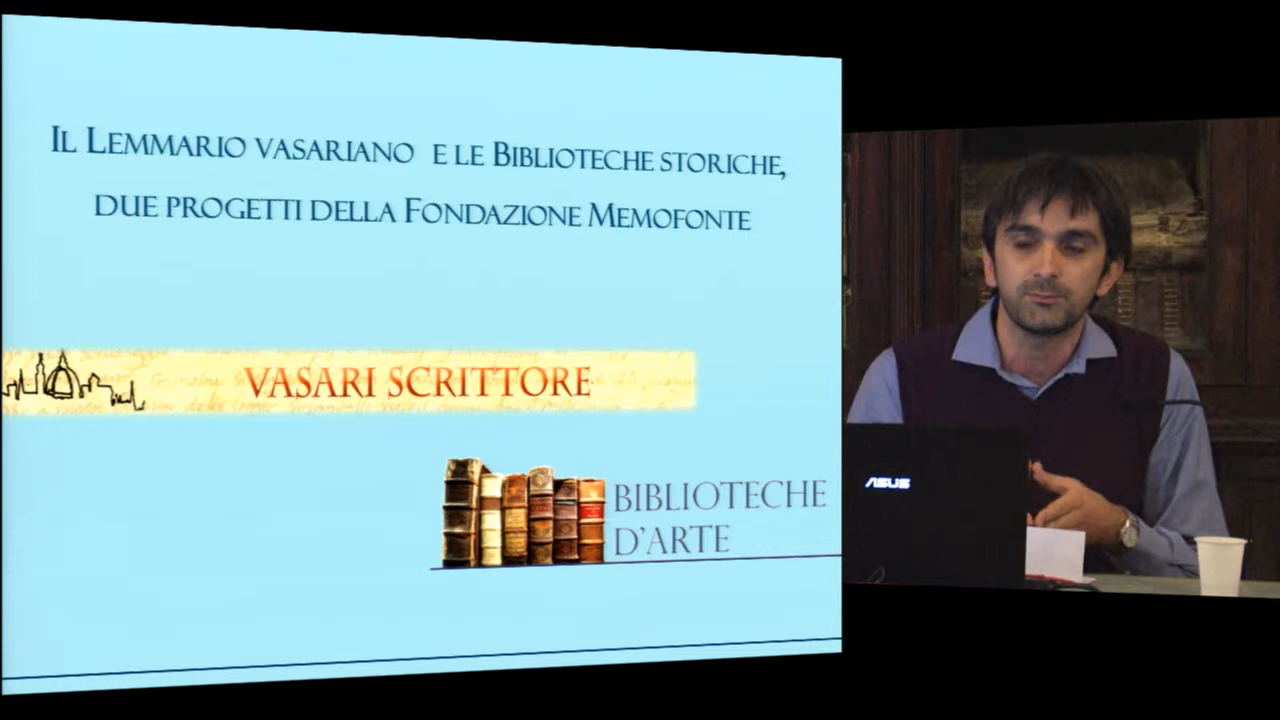 Il Lemmario vasariano e le Biblioteche storiche,
due progetti della Fondazione Memofonte
VASARI SCRITTORE
BIBLIOTECHE
D'ARTE
ASUS